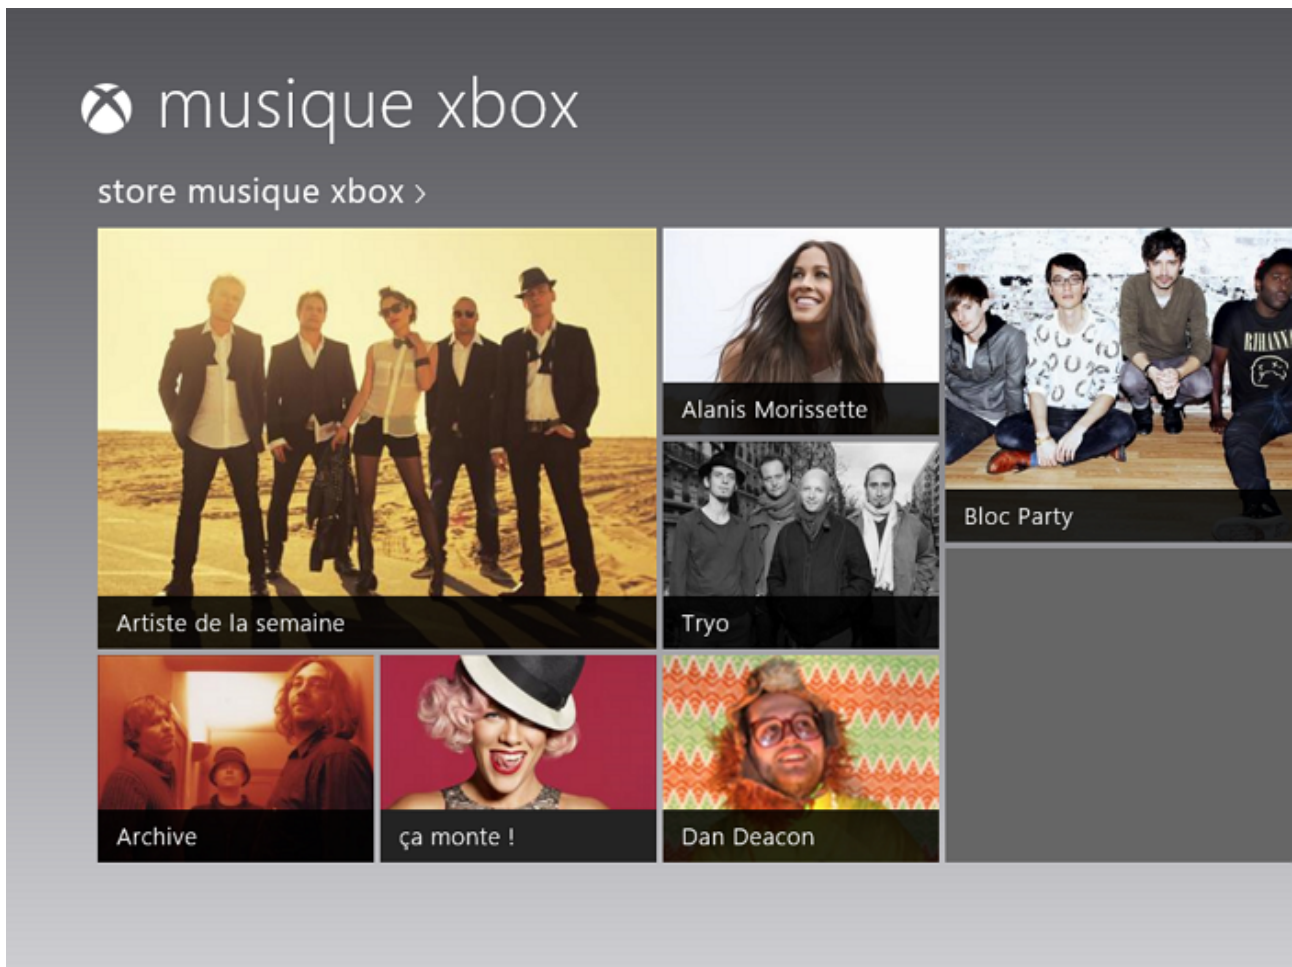 musique xbox
store musique xbox >
Artiste de la semaine
Alanis Morissette
Tryo
Bloc Party
Archive
ça monte !
Dan Deacon